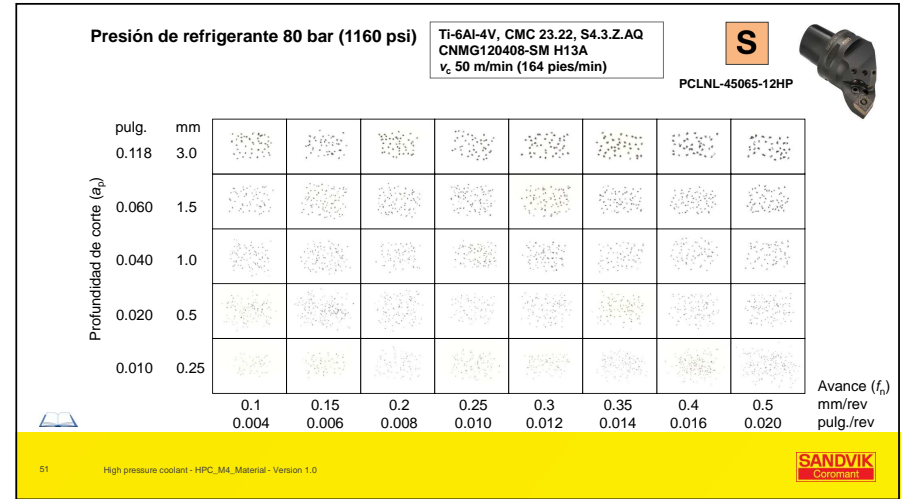 Presión de refrigerante 80 bar (1160 psi)
Ti-6Al-4V, CMC 23.22, S4.3.Z.AQ
CNMG120408-SM H13A
vc 50 m/min (164 pies/min)
S
PCLNL-45065-12HP
pulg. mm
0.118 3.0
0.060 1.5
0.040 1.0
0.020 0.5
0.010 0.25
Profundidad de corte (ap)
Avance (fn)
0.1 0.15 0.2 0.25 0.3 0.35 0.4 0.5 mm/rev
0.004 0.006 0.008 0.010 0.012 0.014 0.016 0.020 pulg./rev
51 High pressure coolant - HPC_M4_Material - Version 1.0
SANDVIK
Coromant